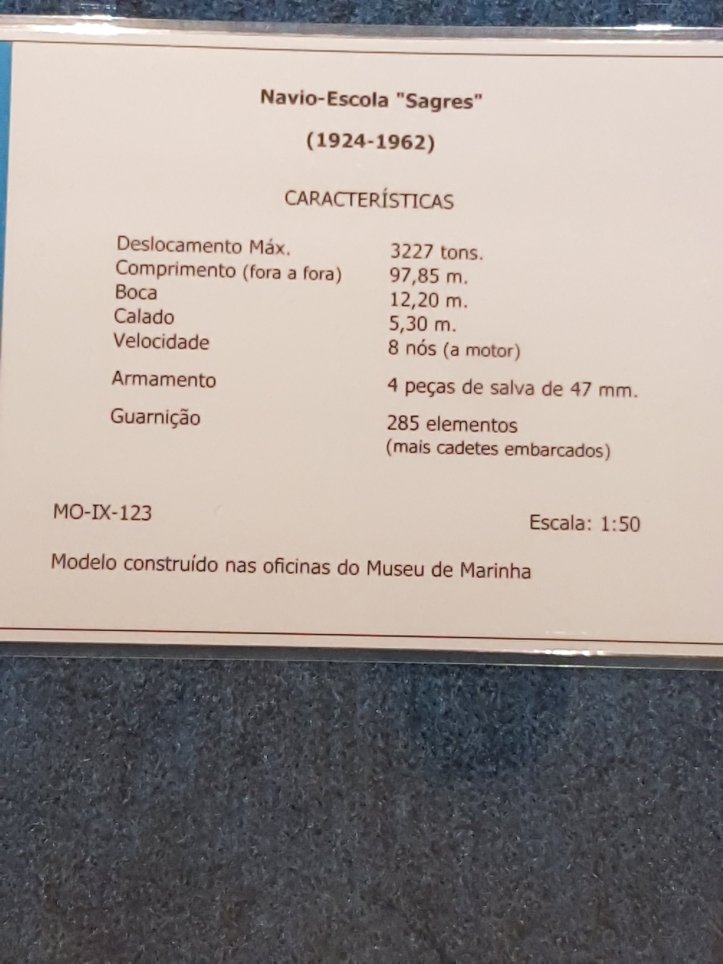 Navio-Escola "Sagres"
(1924-1962)
CARACTERÍSTICAS
Deslocamento Máx. 3227 tons.
Comprimento (fora a fora) 97,85 m.
Boca 12,20 m.
Calado 5,30 m.
Velocidade 8 nós (a motor)
Armamento 4 peças de salva de 47 mm.
Guarnição 285 elementos
(mais cadetes embarcados)
MO-IX-123 Escala: 1:50
Modelo construído nas oficinas do Museu de Marinha